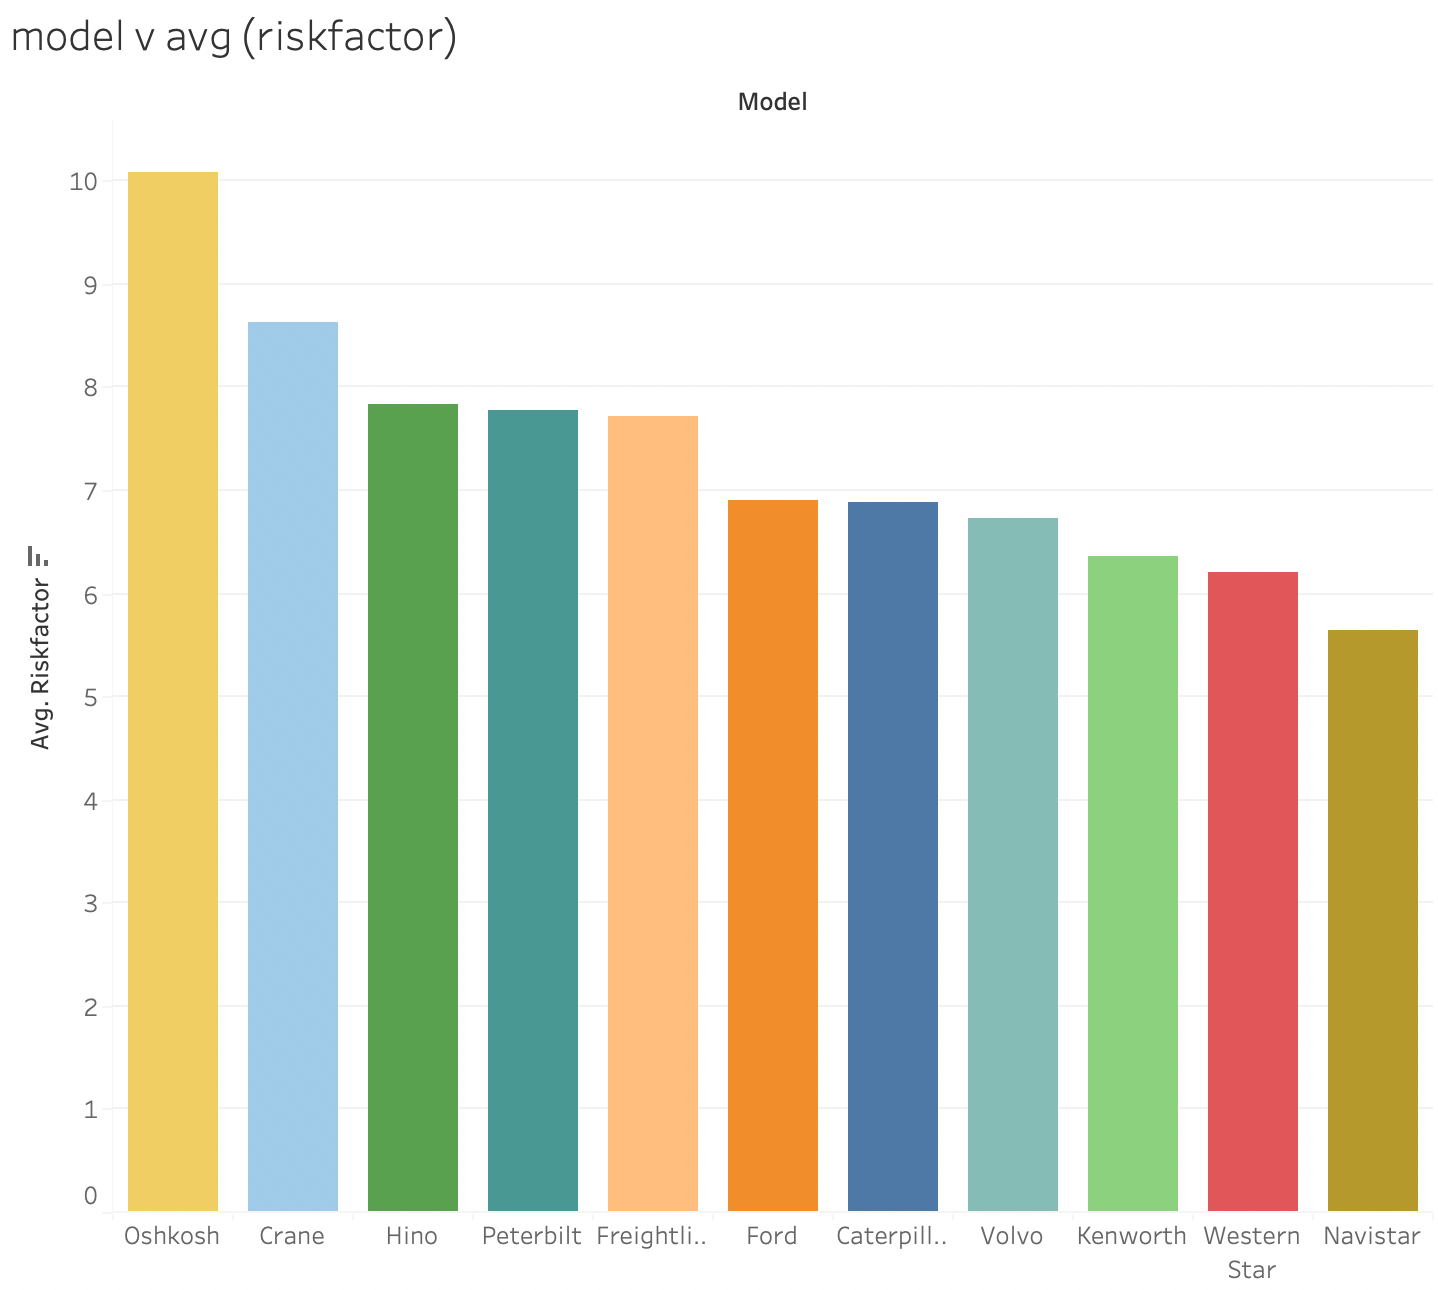 model v avg (riskfactor)
Model
10
9
8
7
6
5
4
3
2
1
0
Avg. Riskfactor
Oshkosh Crane Hino Peterbilt Freightli.. Ford Caterpill.. Volvo Kenworth Western Star Navistar